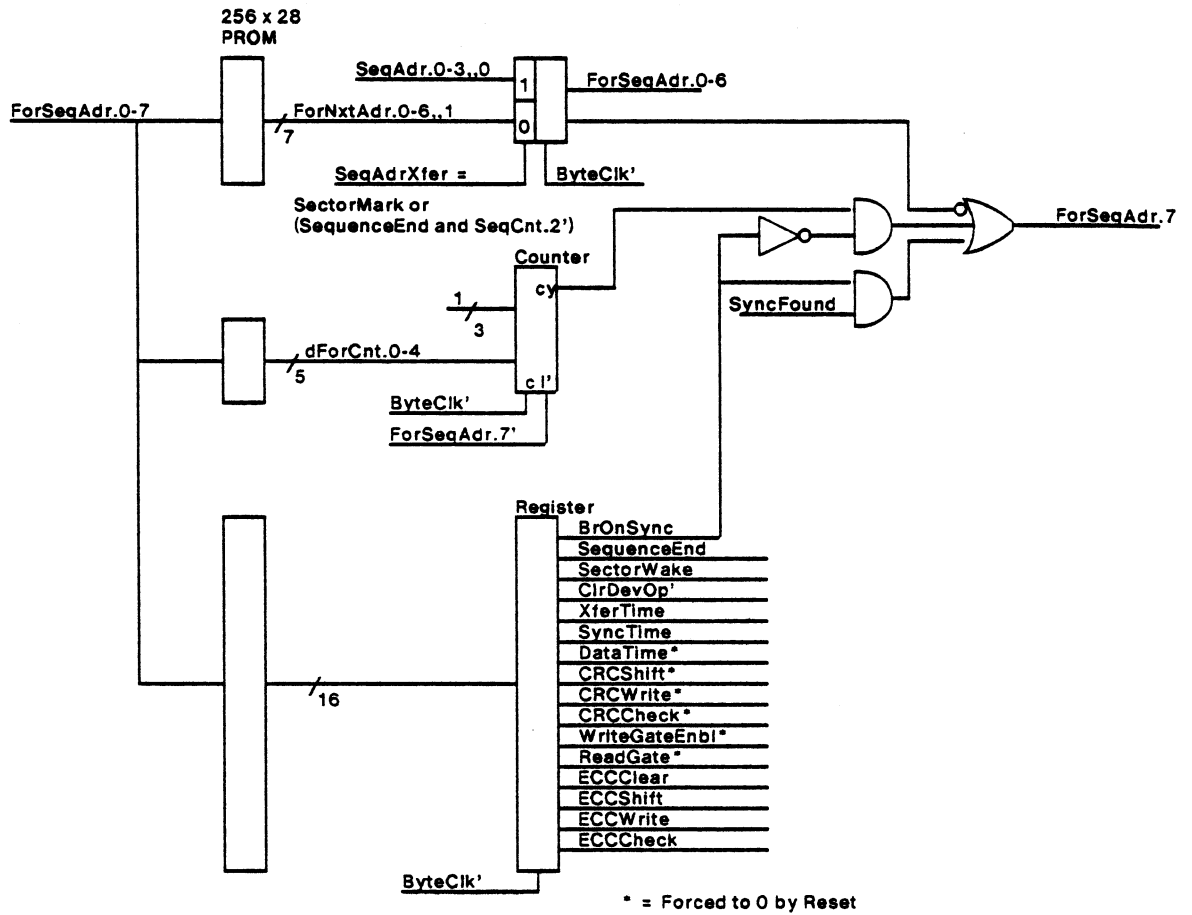 256 x 28
PROM
SeqAdr.0-3,,0
ForSeqAdr.0-6
1
ForSeqAdr.0-7
ForNxtAdr.0-6,,1
0
7
SeqAdrXfer =
ByteClk'
SectorMark or
(SequenceEnd and SeqCnt.2')
ForSeqAdr.7
Counter
cy
1
3
SyncFound
dForCnt.0-4
5
cl'
ByteClk'
ForSeqAdr.7'
Register
BrOnSync
SequenceEnd
SectorWake
ClrDevOp'
XferTime
SyncTime
DataTime*
CRCShift*
16
CRCWrite*
CRCCheck*
WriteGateEnbl*
ReadGate*
ECCClear
ECCShift
ECCWrite
ECCCheck
ByteClk'
* = Forced to 0 by Reset